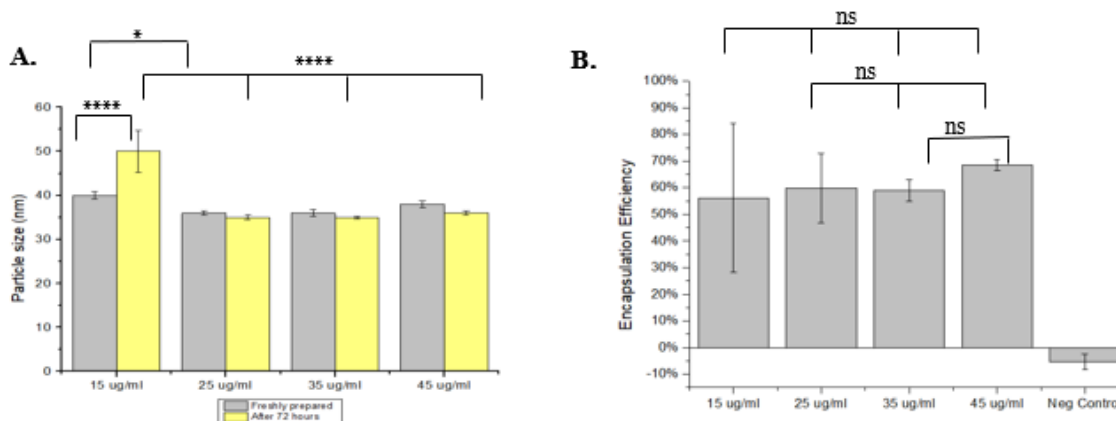 A.
*
****
****
60
50
40
30
20
10
0
Particle size (nm)
15 ug/ml 25 ug/ml 35 ug/ml 45 ug/ml
Freshly prepared
After 72 hours
B.
ns
ns
ns
100%
90%
80%
70%
60%
50%
40%
30%
20%
10%
0%
-10%
Encapsulation Efficiency
15 ug/ml 25 ug/ml 35 ug/ml 45 ug/ml Neg Control